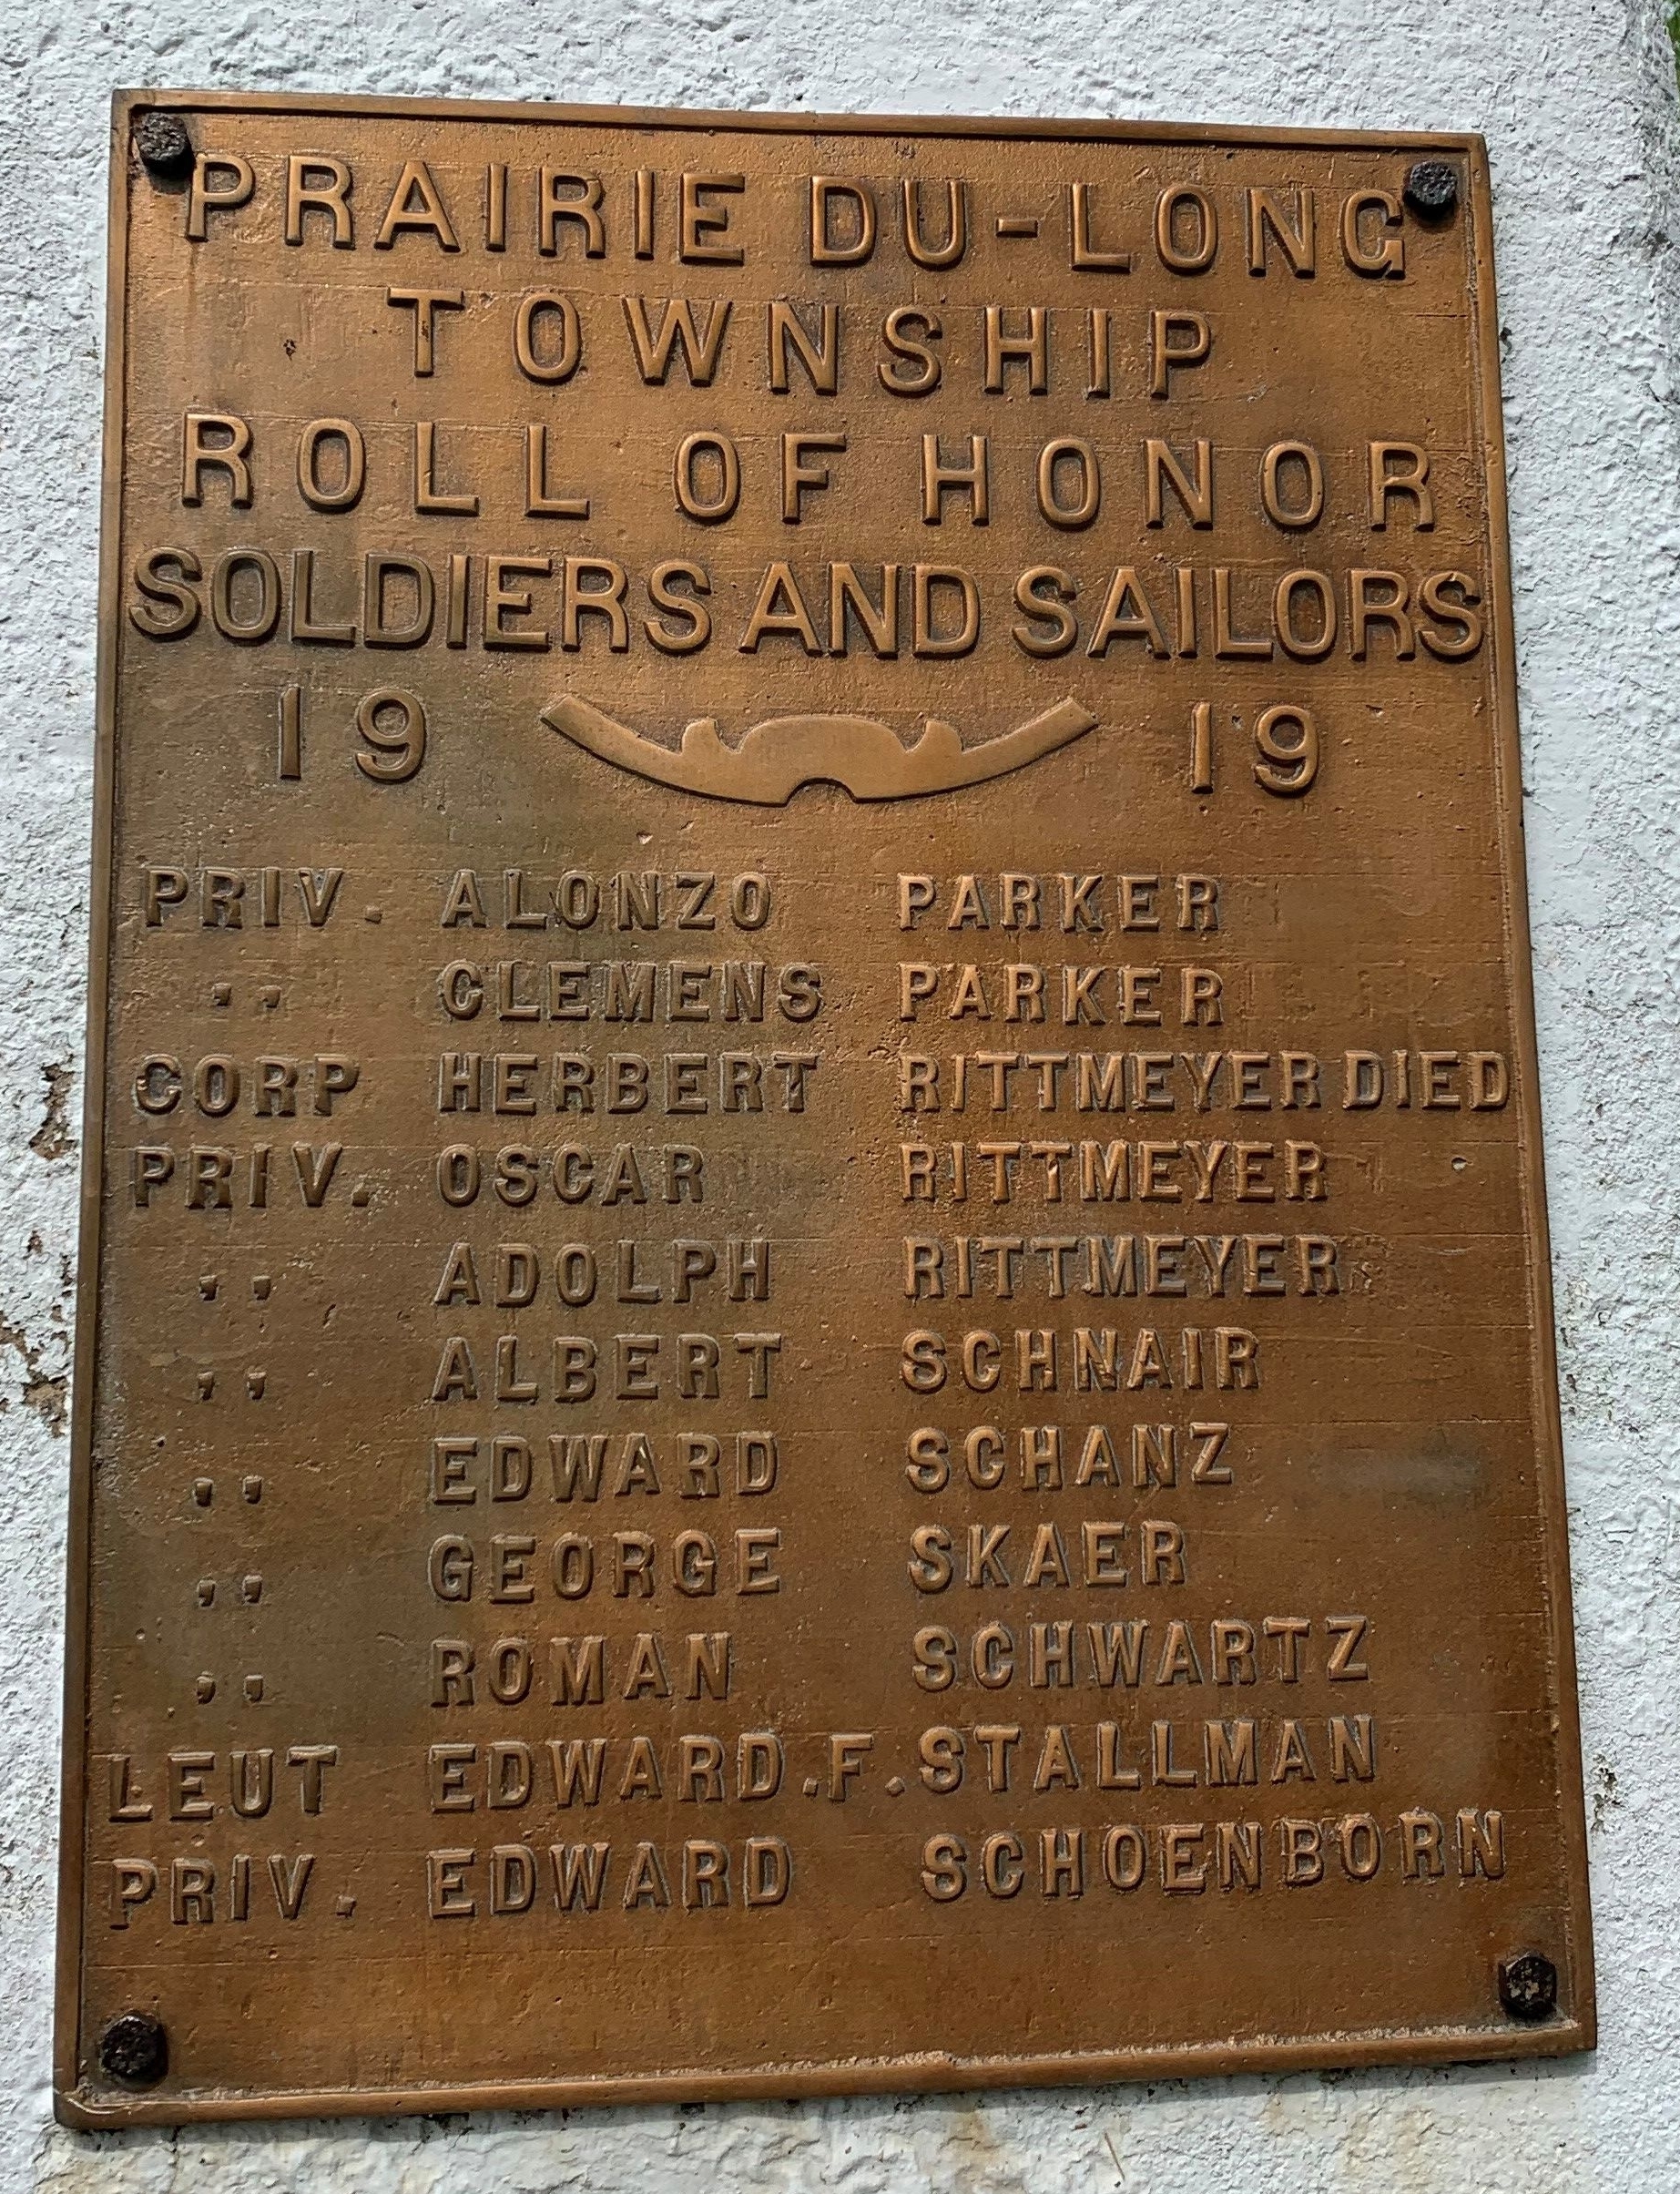 PRAIRIE DU-LONG
TOWNSHIP
ROLL OF HONOR
SOLDIERS AND SAILORS
19 19
PRIV. ALONZO PARKER
,, CLEMENS PARKER
CORP HERBERT RITTMEYER DIED
PRIV. OSCAR RITTMEYER
,, ADOLPH RITTMEYER
,, ALBERT SCHNAIR
,, EDWARD SCHANZ
,, GEORGE SKAER
,, ROMAN SCHWARTZ
LEUT EDWARD.F.STALLMAN
PRIV. EDWARD SCHOENBORN